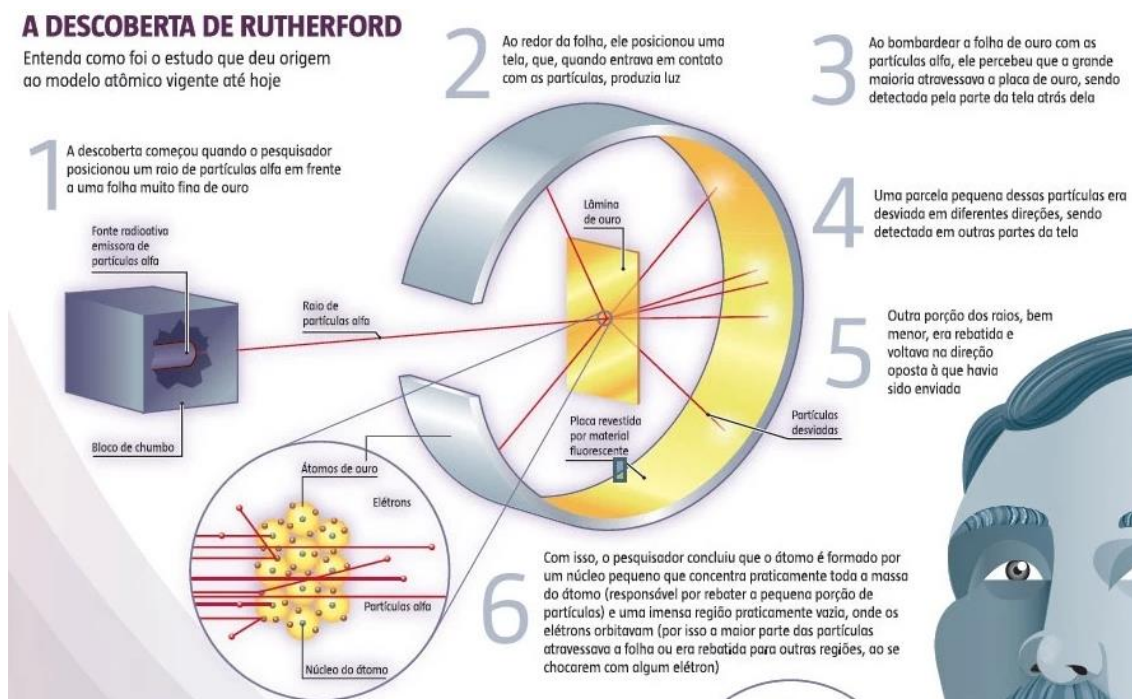 A DESCOBERTA DE RUTHERFORD
Entenda como foi o estudo que deu origem
ao modelo atômico vigente até hoje
1
A descoberta começou quando o pesquisador
posicionou um raio de partículas alfa em frente
a uma folha muito fina de ouro
2
Ao redor da folha, ele posicionou uma
tela, que, quando entrava em contato
com as partículas, produzia luz
3
Ao bombardear a folha de ouro com as
partículas alfa, ele percebeu que a grande
maioria atravessava a placa de ouro, sendo
detectada pela parte da tela atrás dela
4
Uma parcela pequena dessas partículas era
desviada em diferentes direções, sendo
detectada em outras partes da tela
5
Outra porção dos raios, bem
menor, era rebatida e
voltava na direção
oposta à que havia
sido enviada
Fonte radioativa
emissora de
partículas alfa
Bloco de chumbo
Raio de
partículas alfa
Lâmina
de ouro
Placa revestida
por material
fluorescente
Partículas
desviadas
Átomos de ouro
Elétrons
Partículas alfa
Núcleo do átomo
6
Com isso, o pesquisador concluiu que o átomo é formado por
um núcleo pequeno que concentra praticamente toda a massa
do átomo (responsável por rebater a pequena porção de
partículas) e uma imensa região praticamente vazia, onde os
elétrons orbitavam (por isso a maior parte das partículas
atravessava a folha ou era rebatida para outras regiões, ao se
chocarem com algum elétron)